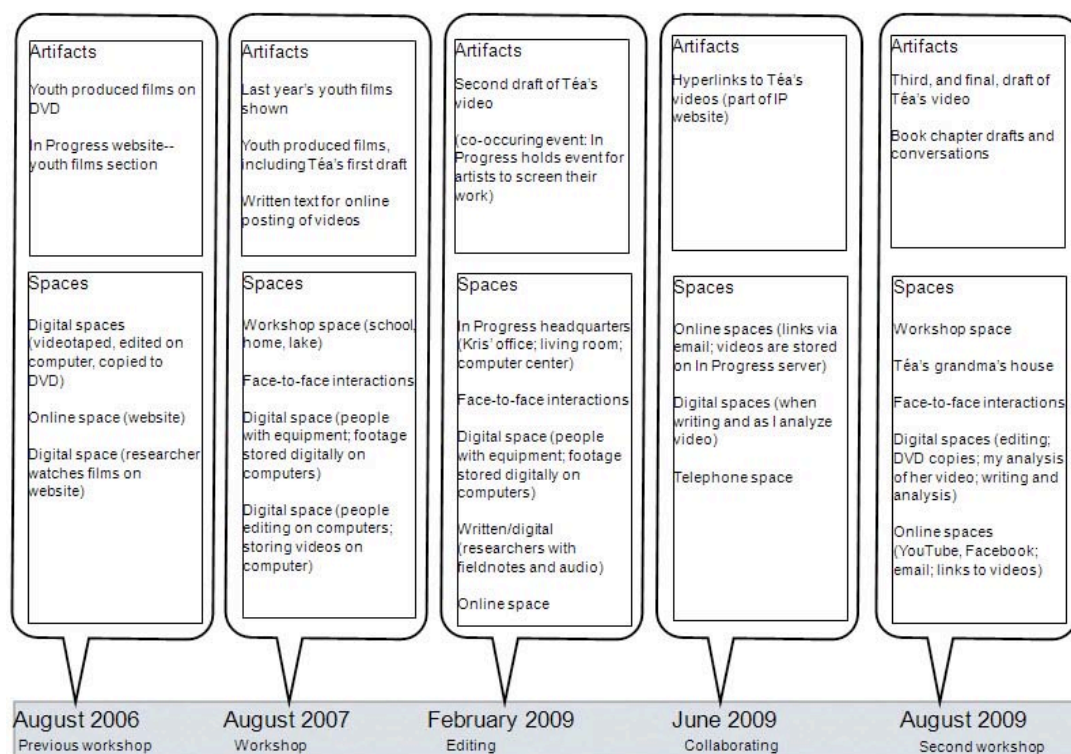 Artifacts
Youth produced films on
DVD
In Progress website--
youth films section
Spaces
Digital spaces
(videotaped, edited on
computer, copied to
DVD)
Online space (website)
Digital space (researcher
watches films on
website)
August 2006
Previous workshop
Artifacts
Last year's youth films
shown
Youth produced films,
including Téa's first draft
Written text for online
posting of videos
Spaces
Workshop space (school,
home, lake)
Face-to-face interactions
Digital space (people
with equipment; footage
stored digitally on
computers)
Digital space (people
editing on computers;
storing videos on
computer)
August 2007
Workshop
Artifacts
Second draft of Téa's
video
(co-occuring event: In
Progress holds event for
artists to screen their
work)
Spaces
In Progress headquarters
(Kris' office; living room;
computer center)
Face-to-face interactions
Digital space (people
with equipment; footage
stored digitally on
computers)
Written/digital
(researchers with
fieldnotes and audio)
Online space
February 2009
Editing
Artifacts
Hyperlinks to Téa's
videos (part of IP
website)
Spaces
Online spaces (links via
email; videos are stored
on In Progress server)
Digital spaces (when
writing and as I analyze
video)
Telephone space
June 2009
Collaborating
Artifacts
Third, and final, draft of
Téa's video
Book chapter drafts and
conversations
Spaces
Workshop space
Téa's grandma's house
Face-to-face interactions
Digital spaces (editing;
DVD copies; my analysis
of her video; writing and
analysis)
Online spaces
(YouTube, Facebook;
email; links to videos)
August 2009
Second workshop